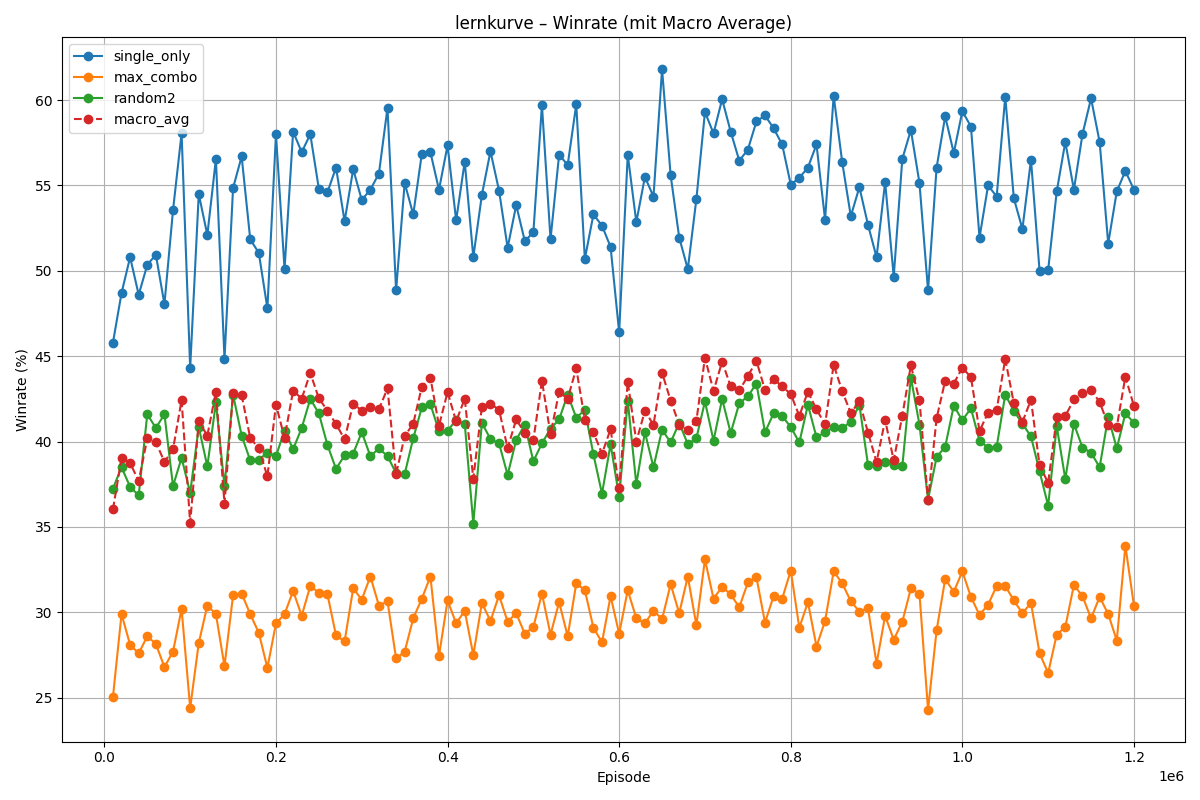 lernkurve – Winrate (mit Macro Average)
single_only
max_combo
random2
macro_avg
Winrate (%)
60
55
50
45
40
35
30
25
0.0
0.2
0.4
0.6
0.8
1.0
1.2
1e6
Episode